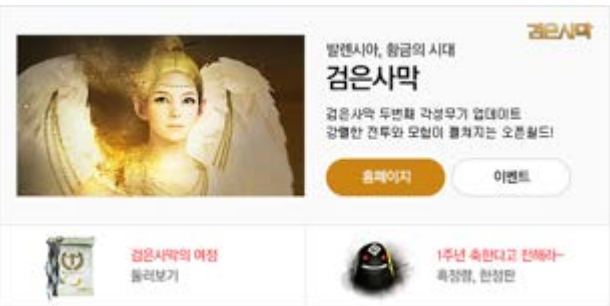 검은사막
발렌시아, 황금의 시대
검은사막
검은사막 두번째 각성무기 업데이트
강렬한 전투와 모험이 펼쳐지는 오픈월드!
홈페이지
이벤트
검은사막의 여정
둘러보기
1주년 축한다고 전해라~
흑정령, 한정판